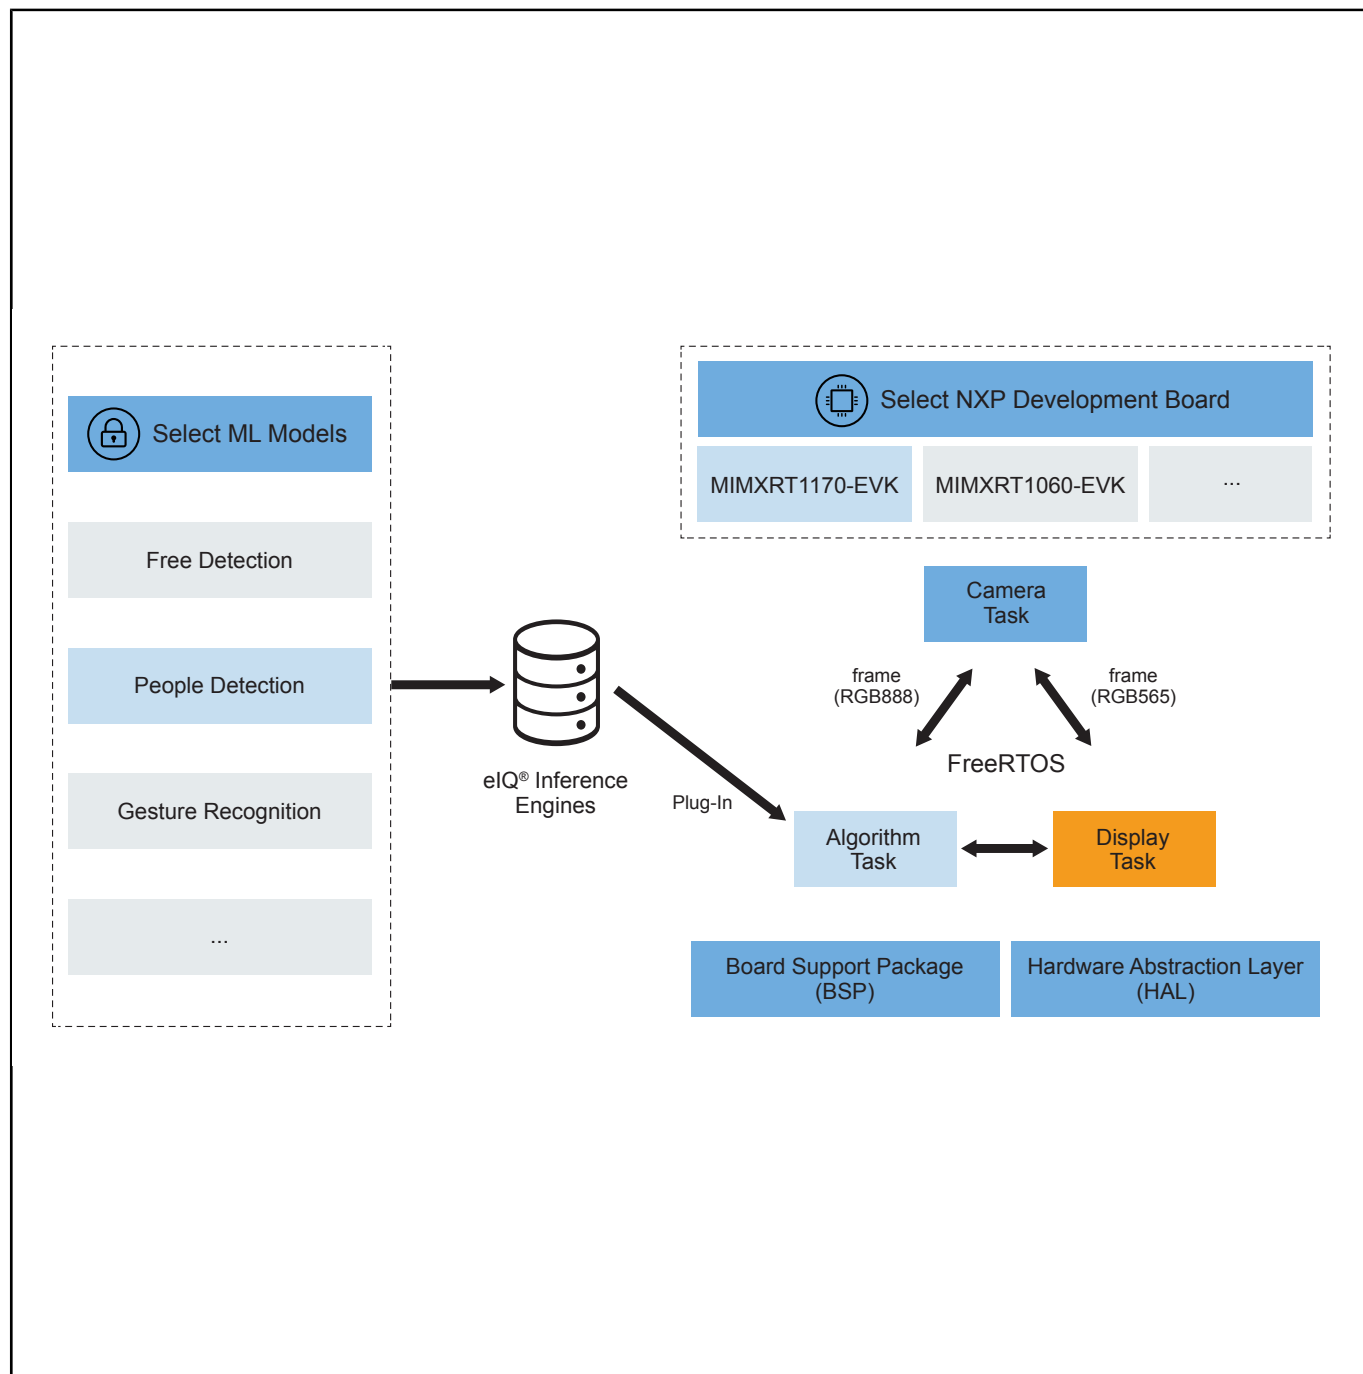 Select ML Models
Free Detection
People Detection
Gesture Recognition
...
eIQ® Inference
Engines
Plug-In
Select NXP Development Board
MIMXRT1170-EVK
MIMXRT1060-EVK
...
Camera
Task
frame
(RGB888)
frame
(RGB565)
FreeRTOS
Algorithm
Task
Display
Task
Board Support Package
(BSP)
Hardware Abstraction Layer
(HAL)